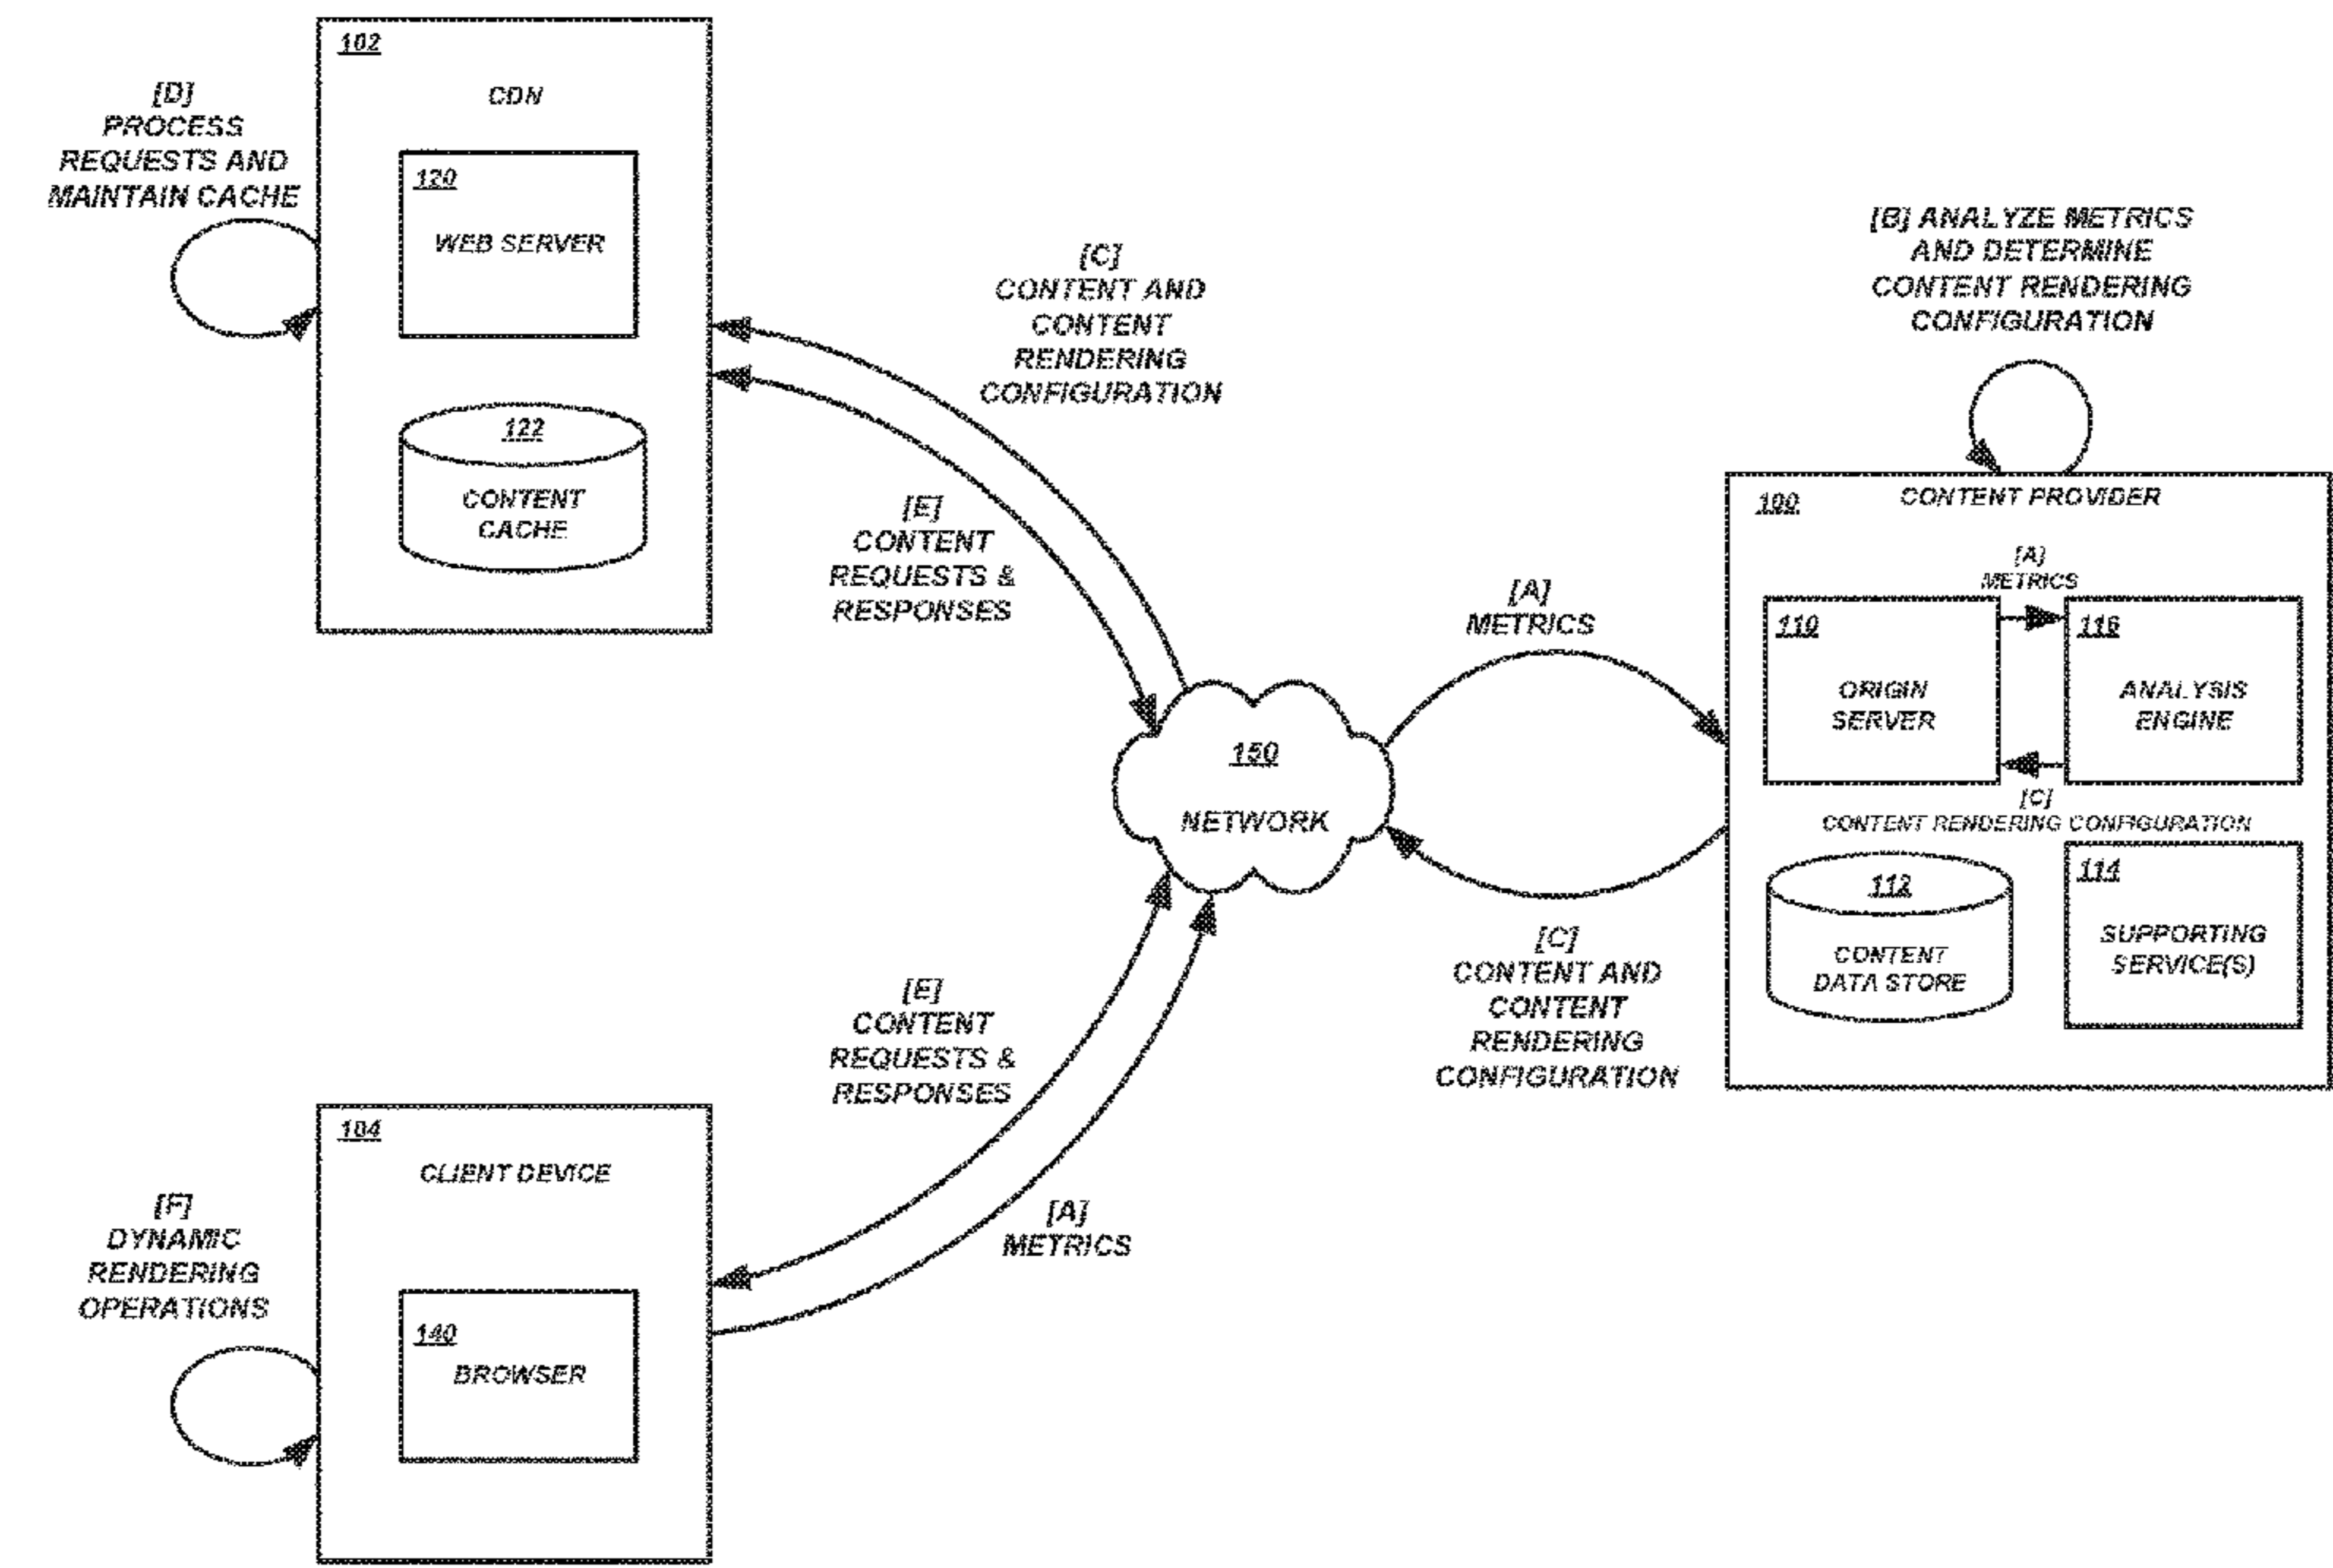 102
CDN
[D]
PROCESS
REQUESTS AND
MAINTAIN CACHE
120
WEB SERVER
122
CONTENT
CACHE
[C]
CONTENT AND
CONTENT
RENDERING
CONFIGURATION
[E]
CONTENT
REQUESTS &
RESPONSES
[B] ANALYZE METRICS
AND DETERMINE
CONTENT RENDERING
CONFIGURATION
100
CONTENT PROVIDER
[A]
METRICS
110
ORIGIN
SERVER
116
ANALYSIS
ENGINE
[C]
CONTENT RENDERING CONFIGURATION
112
CONTENT
DATA STORE
114
SUPPORTING
SERVICE(S)
[A]
METRICS
150
NETWORK
[C]
CONTENT AND
CONTENT
RENDERING
CONFIGURATION
[E]
CONTENT
REQUESTS &
RESPONSES
[A]
METRICS
104
CLIENT DEVICE
[F]
DYNAMIC
RENDERING
OPERATIONS
140
BROWSER